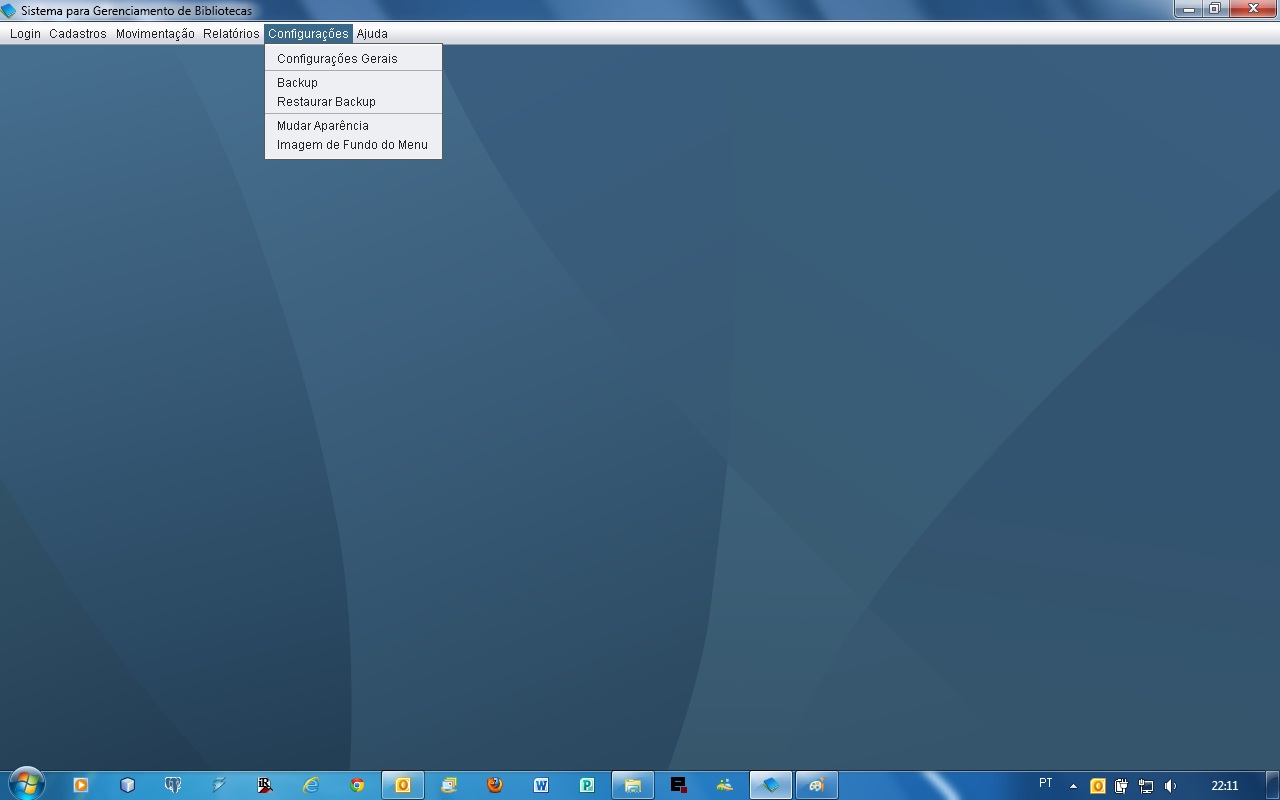 Sistema para Gerenciamento de Bibliotecas
Login Cadastros Movimentação Relatórios Configurações Ajuda
Configurações Gerais
Backup
Restaurar Backup
Mudar Aparência
Imagem de Fundo do Menu
PT 22:11